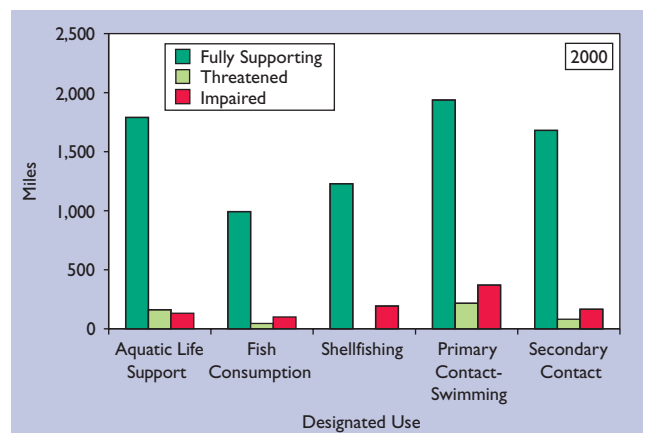 2,500
2,000
1,500
1,000
500
0
Miles
Fully Supporting
Threatened
Impaired
2000
Aquatic Life
Support
Fish
Consumption
Shellfishing
Primary
Contact-
Swimming
Secondary
Contact
Designated Use